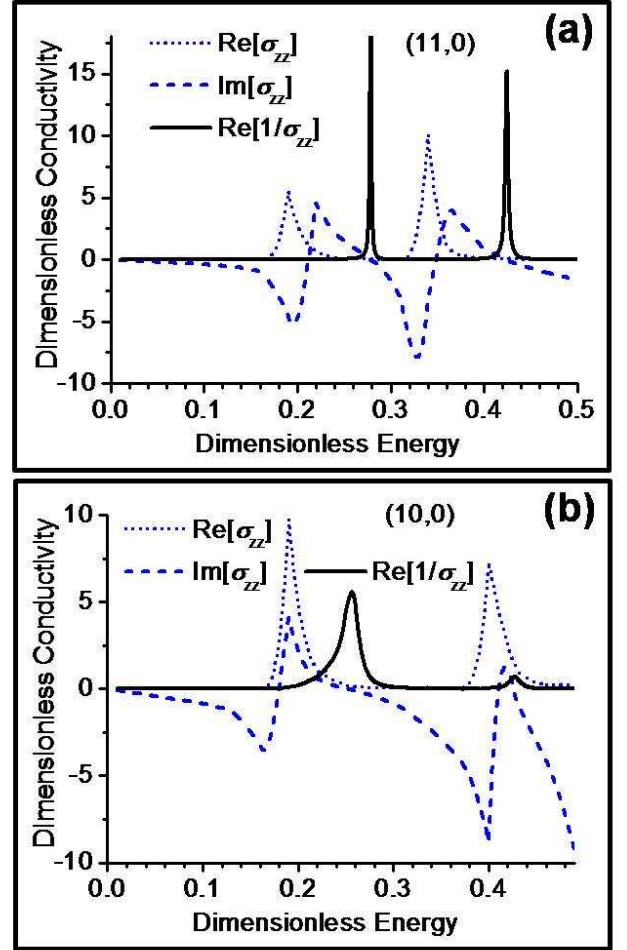 (a)
Re[σzz] (11,0)
Im[σzz]
Re[1/σzz]
Dimensionless Conductivity
15
10
5
0
-5
-10
0.0 0.1 0.2 0.3 0.4 0.5
Dimensionless Energy
(b)
Re[σzz] (10,0)
Im[σzz] Re[1/σzz]
Dimensionless Conductivity
10
5
0
-5
-10
0.0 0.2 0.3 0.4
Dimensionless Energy